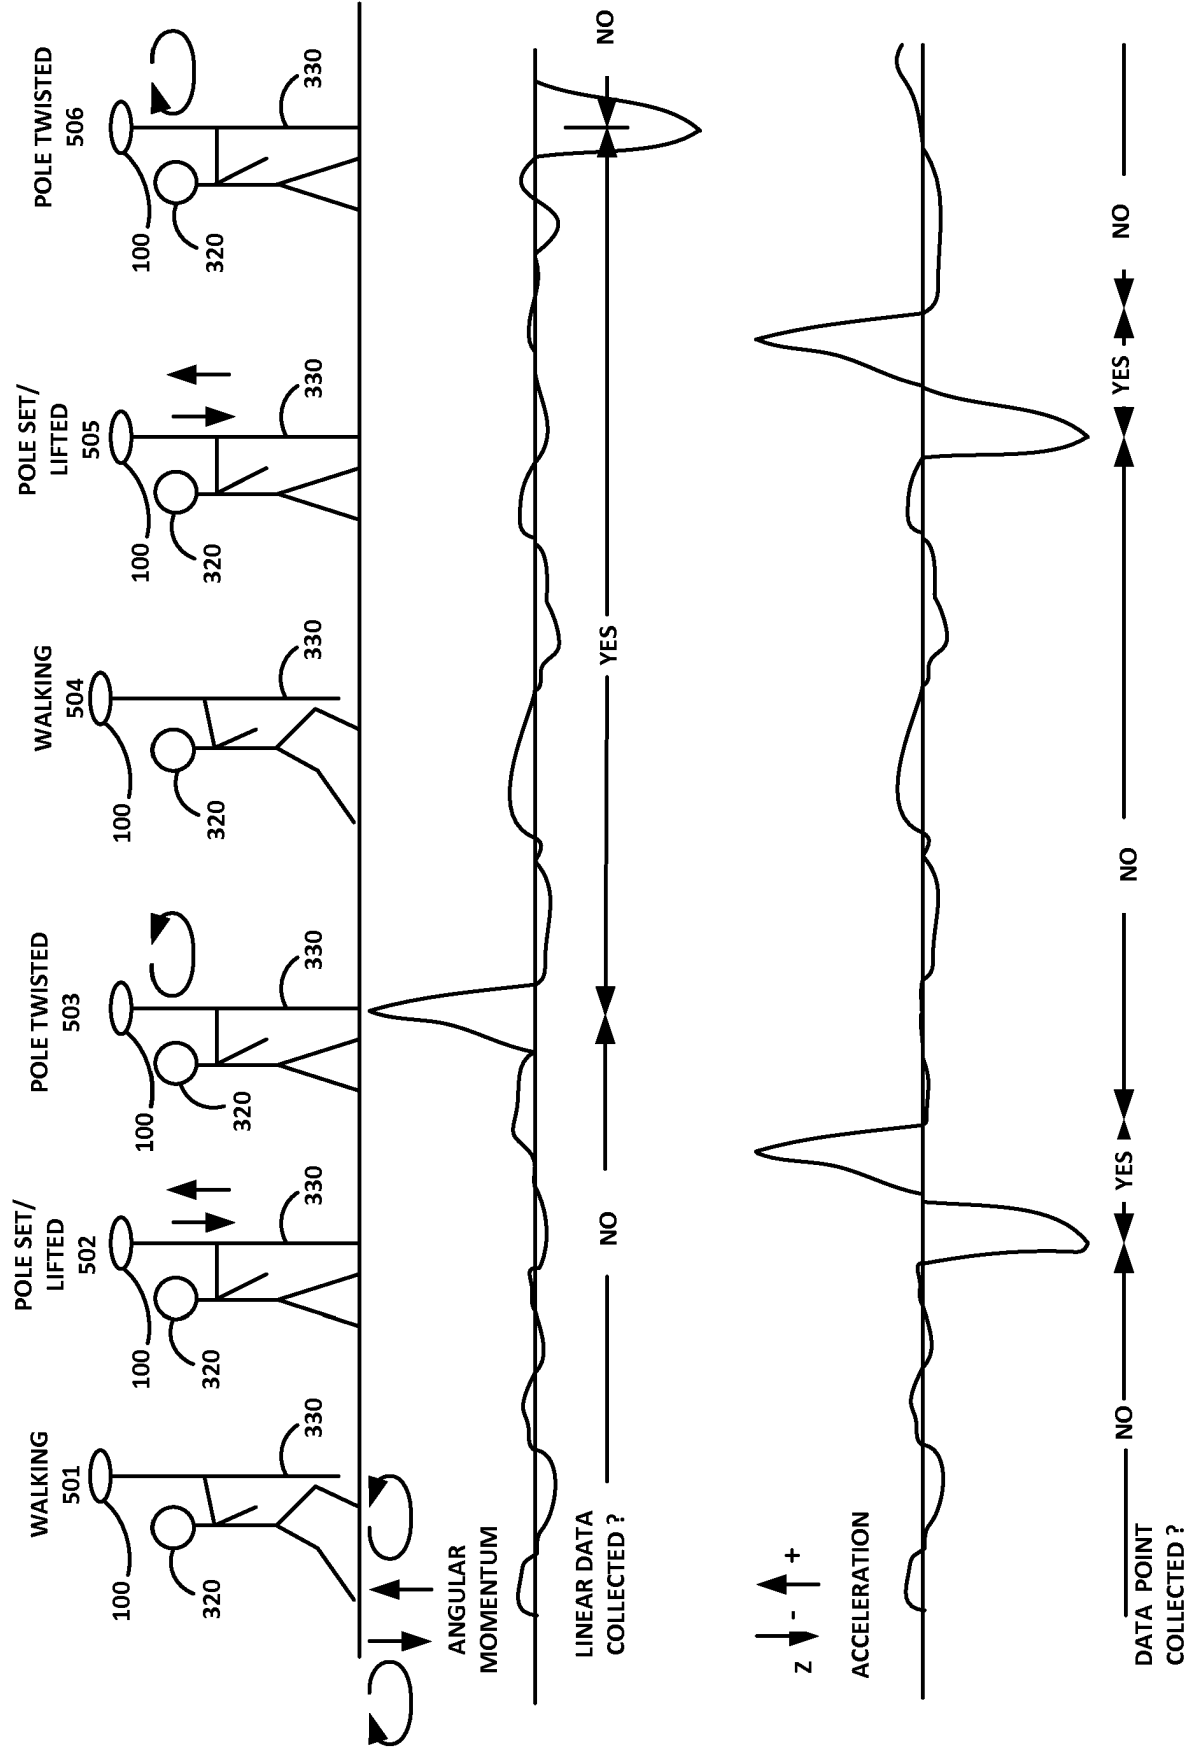 WALKING
501
POLE SET/
LIFTED
502
POLE TWISTED
503
WALKING
504
POLE SET/
LIFTED
505
POLE TWISTED
506
100
320
330
100
320
330
100
320
330
100
320
330
100
320
330
100
320
330
ANGULAR
MOMENTUM
LINEAR DATA
COLLECTED ?
NO
YES
NO
Z - +
ACCELERATION
DATA POINT
COLLECTED ?
NO
YES
NO
YES
NO